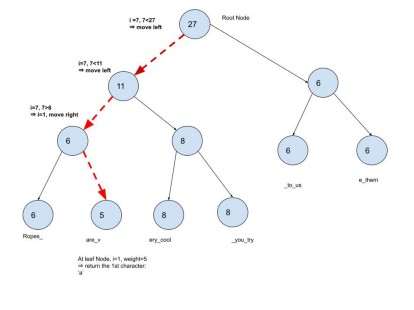 i =7, 7<27
⇒ move left
Root Node
27
i=7, 7<11
⇒ move left
11
6
i=7, 7>6
⇒ i=1, move right
6
8
6
6
_to_us
e_them
6
5
8
8
Ropes_
are_v
ery_cool
_you_try
At leaf Node, i=1, weight=5
⇒ return the 1st character:
'a'